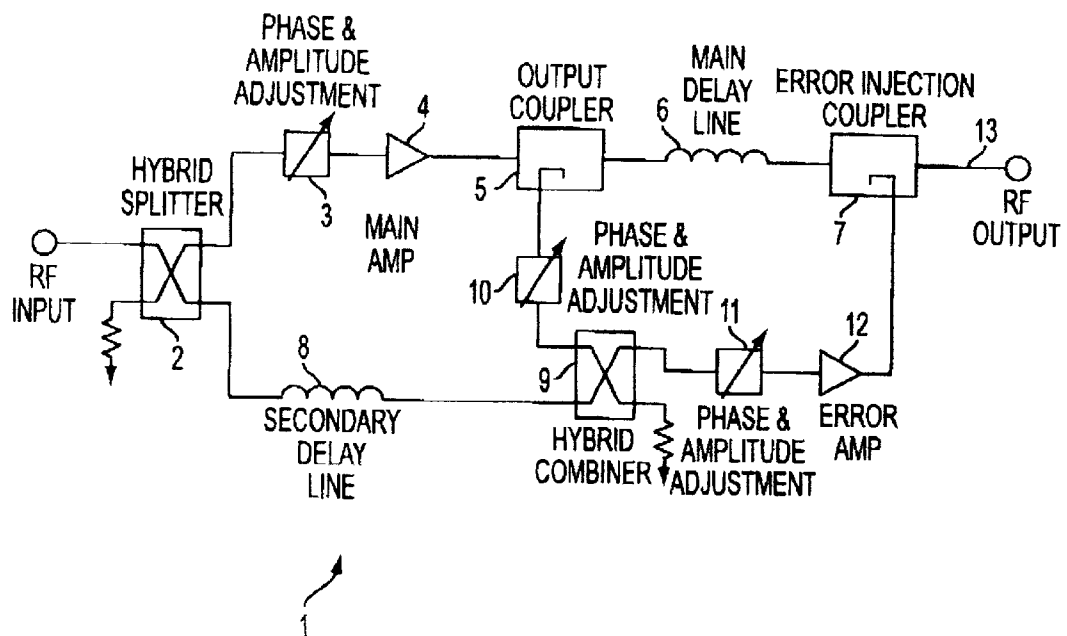 PHASE &
AMPLITUDE
ADJUSTMENT
3
4
MAIN
AMP
OUTPUT
COUPLER
5
MAIN
DELAY
LINE
6
ERROR INJECTION
COUPLER
7
13
RF
OUTPUT
HYBRID
SPLITTER
RF
INPUT
2
10
PHASE &
AMPLITUDE
ADJUSTMENT
8
SECONDARY
DELAY
LINE
9
HYBRID
COMBINER
11
PHASE &
AMPLITUDE
ADJUSTMENT
12
ERROR
AMP
1